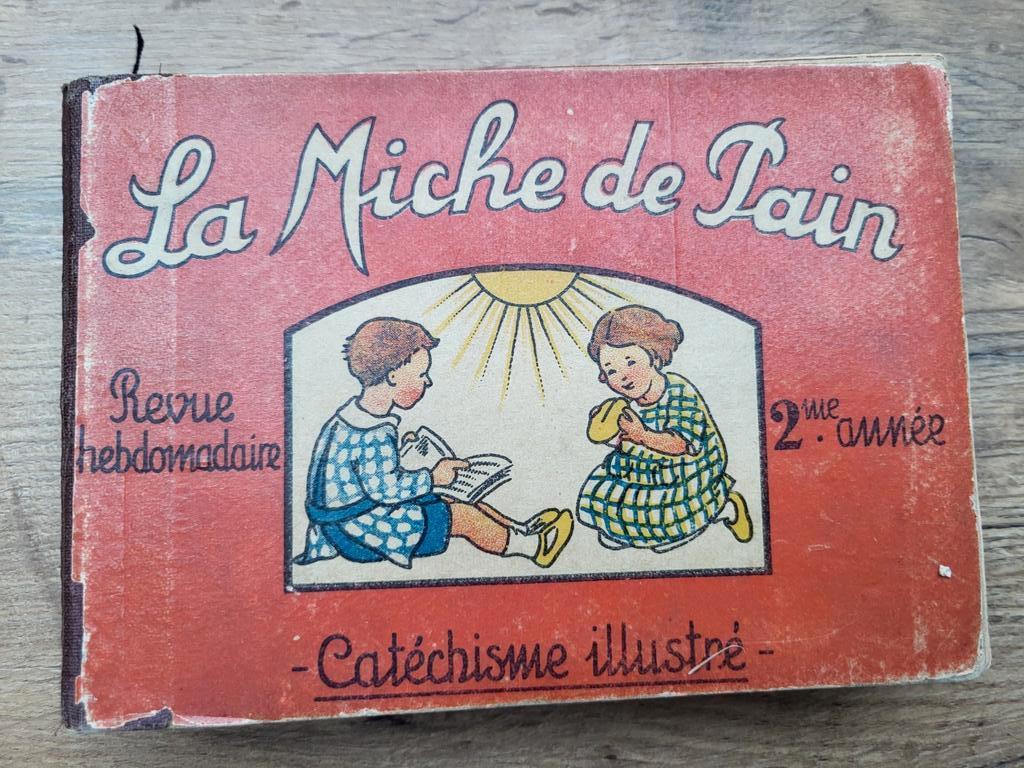 La Miche de Pain
Revue
hebdomadaire
2me. année
- Catéchisme illustré -